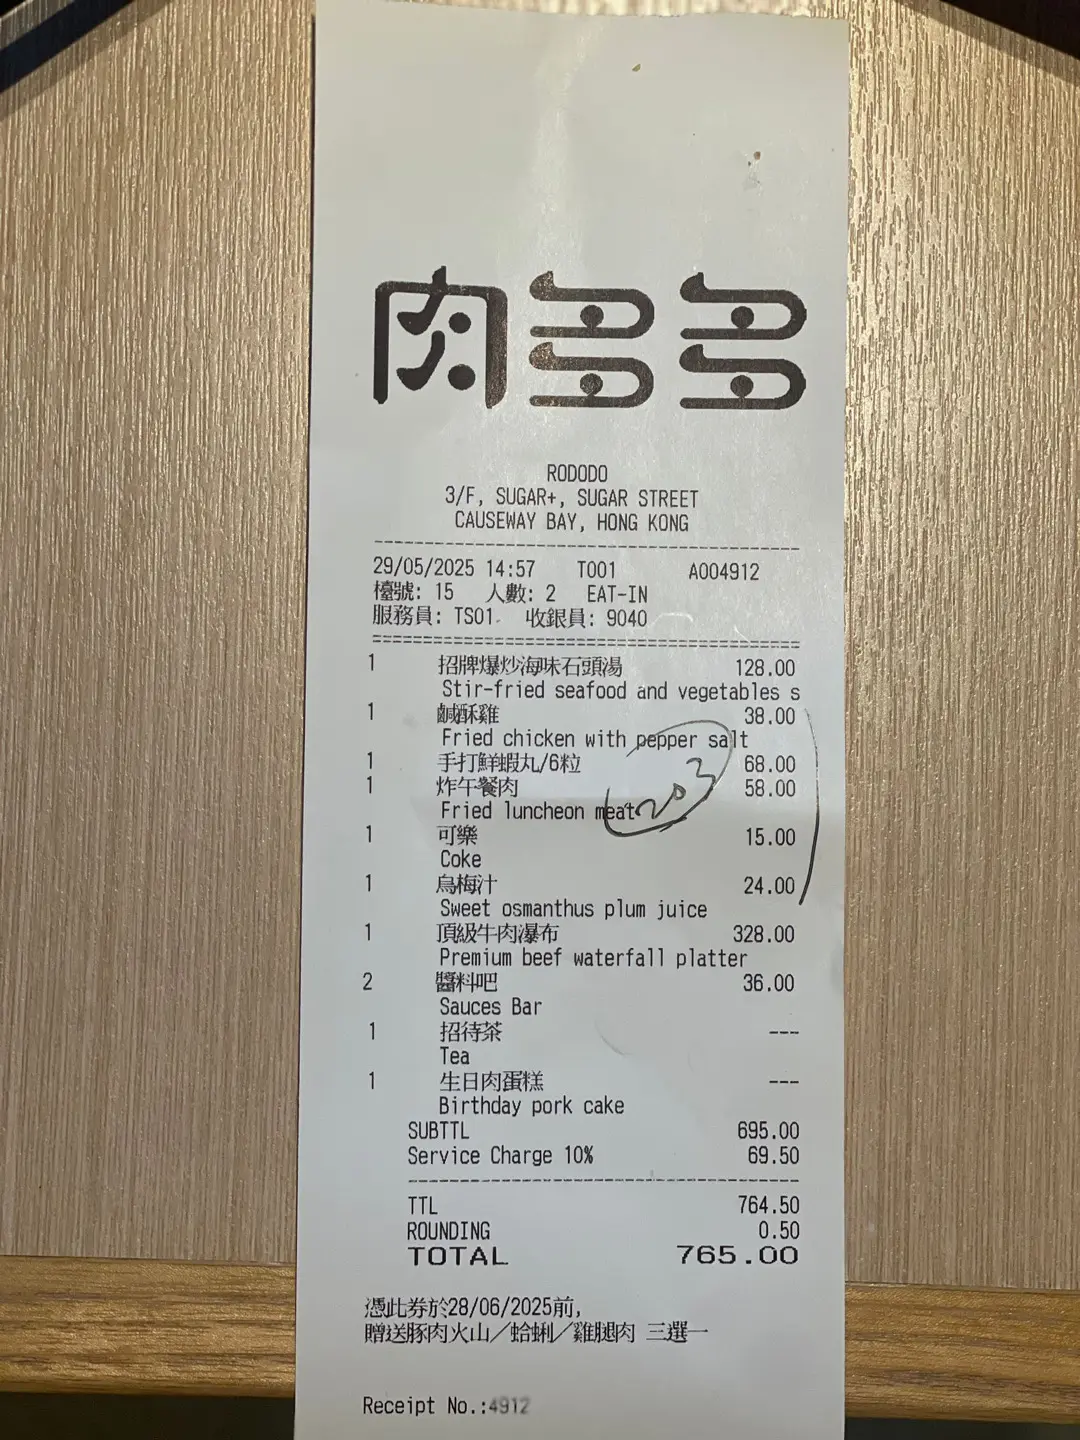 肉多多
RODODO
3/F, SUGAR+, SUGAR STREET
CAUSEWAY BAY, HONG KONG
29/05/2025 14:57 T001 A004912
檯號: 15 人數: 2 EAT-IN
服務員: TS01 收銀員: 9040
1 招牌爆炒海味石頭湯 128.00
Stir-fried seafood and vegetables s
1 鹹酥雞 38.00
Fried chicken with pepper salt
1 手打鮮蝦丸/6粒 68.00
1 炸午餐肉 58.00
Fried luncheon meat
203
1 可樂 15.00
Coke
1 烏梅汁 24.00
Sweet osmanthus plum juice
1 頂級牛肉瀑布 328.00
Premium beef waterfall platter
2 醬料吧 36.00
Sauces Bar
1 招待茶 ---
Tea
1 生日肉蛋糕 ---
Birthday pork cake
SUBTTL 695.00
Service Charge 10% 69.50
TTL 764.50
ROUNDING 0.50
TOTAL 765.00
憑此券於28/06/2025前,
贈送豚肉火山／蛤蜊／雞腿肉 三選一
Receipt No.:4912